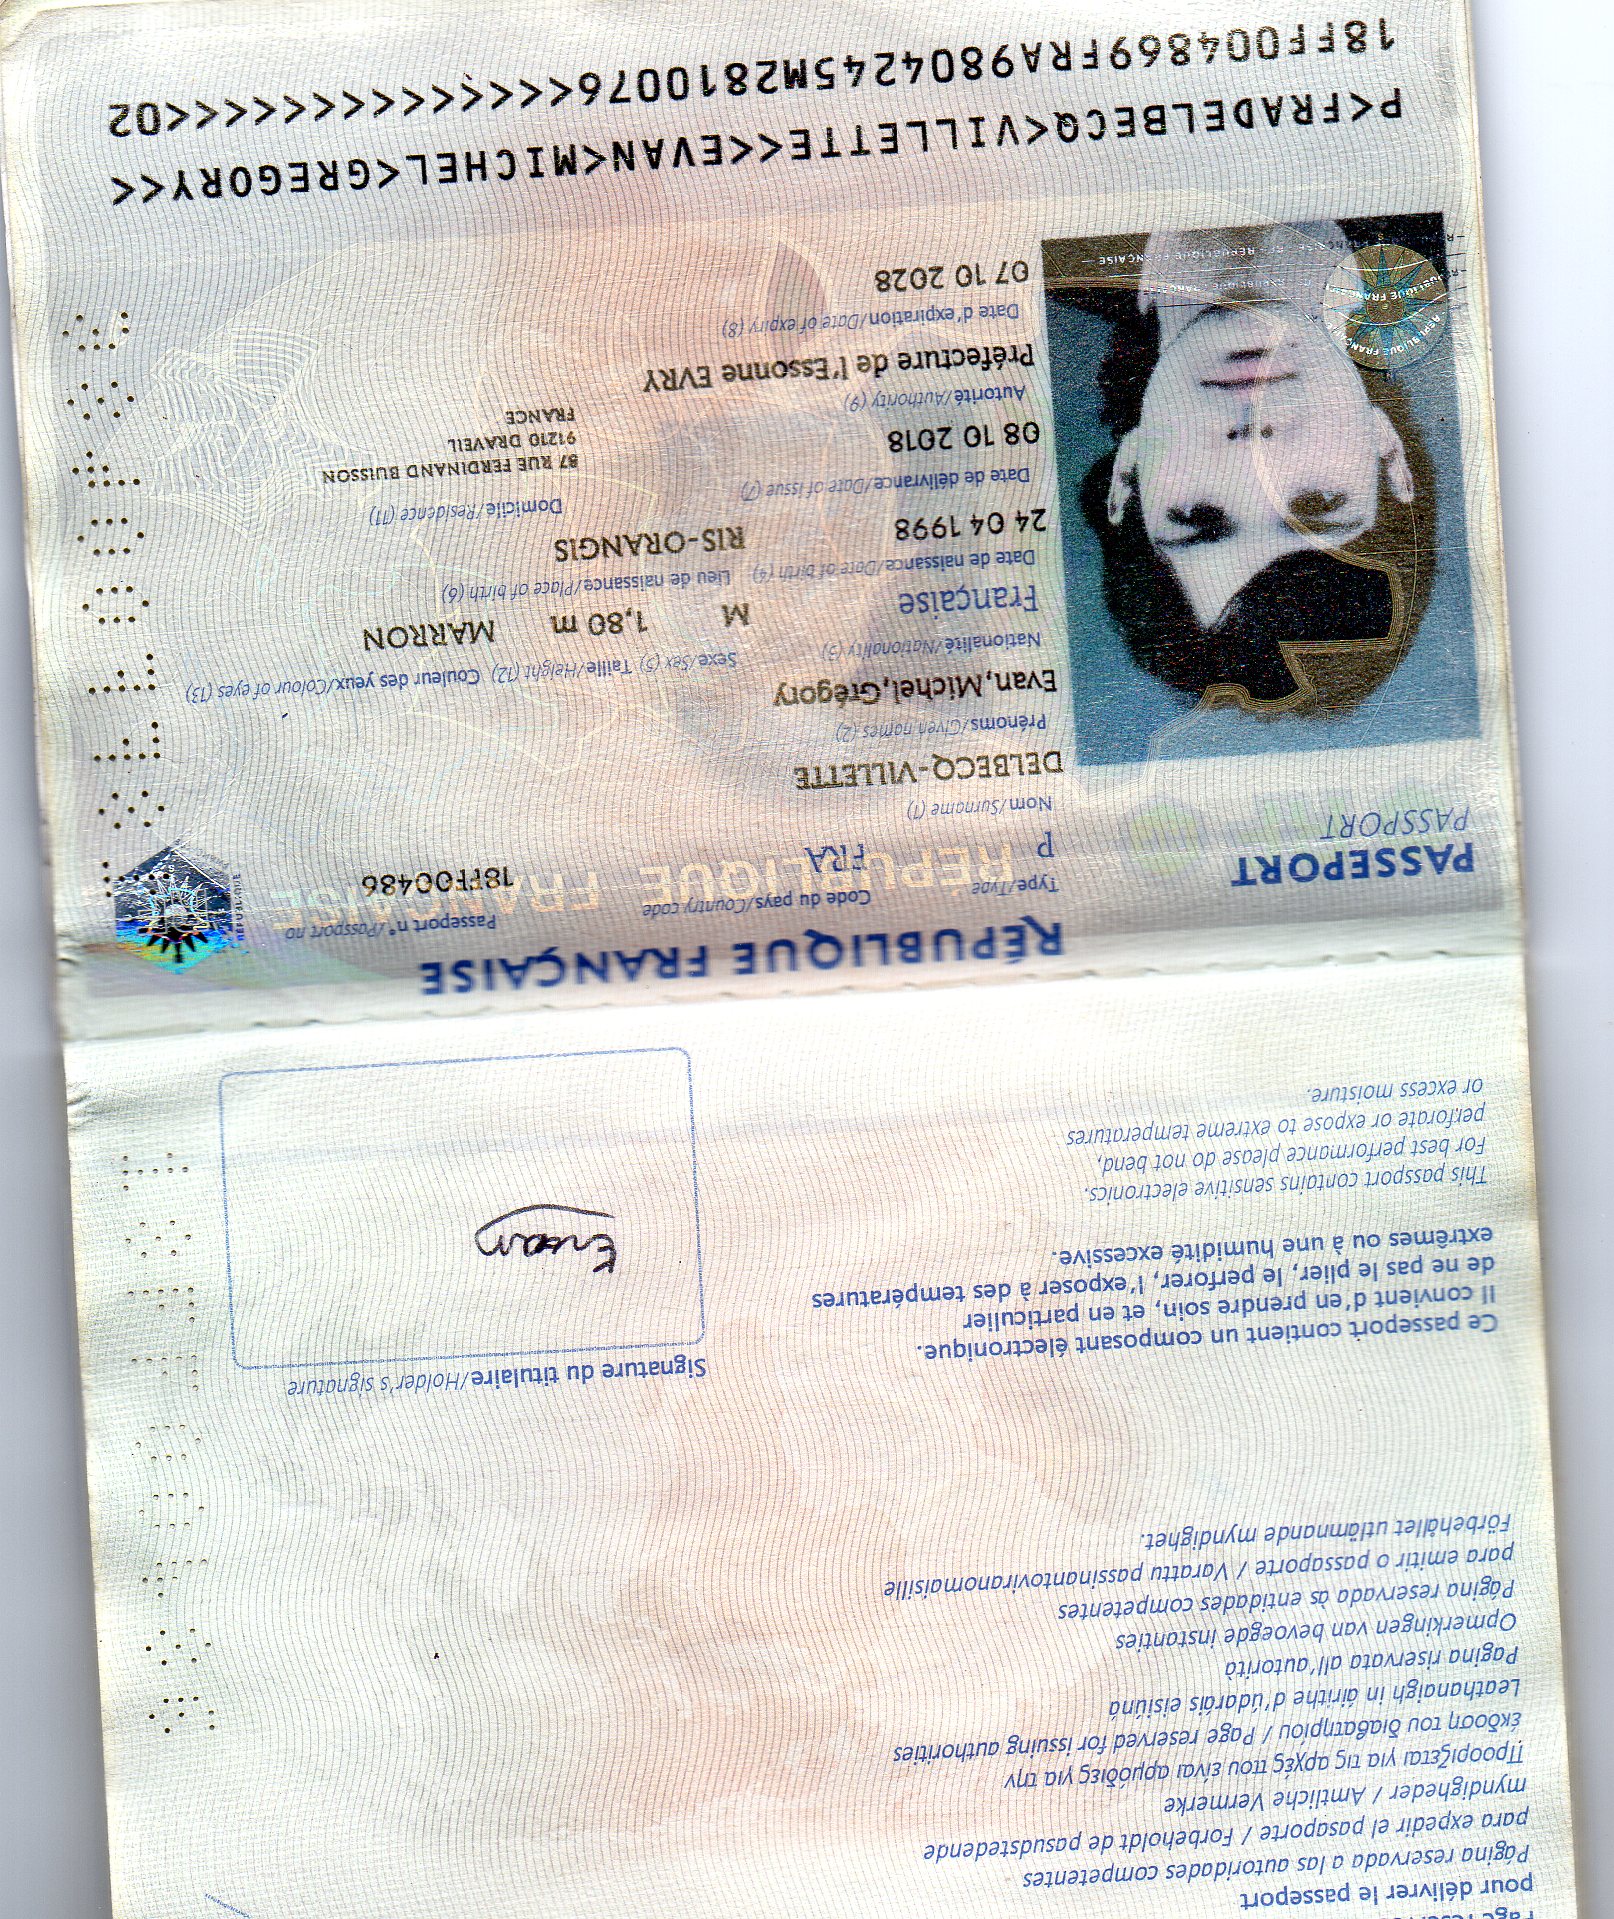 pour délivrer le passeport
Página reservada a las autoridades competentes
para expedir el pasaporte / Forbeholdt de pasudstedende
myndigheder / Amtliche Vermerke
Προορίζεται για τις αρχές που είναι αρμόδιες για την
έκδοση του διαβατηρίου / Page reserved for issuing authorities
Leathanaigh in áirithe d'údaráis eisiúná
Pagina riservata all'autorità
Opmerkingen van bevoegde instanties
Página reservada às entidades competentes
para emitir o passaporte / Varattu passinantoviranomaisille
Förbehållet utlämnande myndighet.
Ce passeport contient un composant électronique.
Il convient d'en prendre soin, et en particulier
de ne pas le plier, le perforer, l'exposer à des températures
extrêmes ou à une humidité excessive.
This passport contains sensitive electronics.
For best performance please do not bend,
perforate or expose to extreme temperatures
or excess moisture.
Signature du titulaire/Holder's signature
RÉPUBLIQUE FRANÇAISE
PASSEPORT
PASSPORT
Type/Type Code du pays/Country code Passeport n°/Passport no
P FRA 18FF00486
RÉPUBLIQUE FRANÇAISE
Nom/Surname (1)
DELBECQ-VILLETTE
Prénoms/Given names (2)
Evan,Michel,Grégory
Nationalité/Nationality (3) Sexe/Sex (5) Taille/Height (12) Couleur des yeux/Colour of eyes (13)
Française M 1,80 m MARRON
Date de naissance/Date of birth (4) Lieu de naissance/Place of birth (6)
24 04 1998 RIS-ORANGIS
Date de délivrance/Date of issue (7) Domicile/Residence (11)
08 10 2018 87 RUE FERDINAND BUISSON
91210 DRAVEIL
FRANCE
Autorité/Authority (9)
Préfecture de l'Essonne EVRY
Date d'expiration/Date of expiry (8)
07 10 2028
RÉPUBLIQUE FRANÇAISE
P<FRADELBECQ<VILLETTE<<EVAN<MICHEL<GREGORY<<
18FF004869FRA9804245M2810076<<<<<<<<<<<<<<02